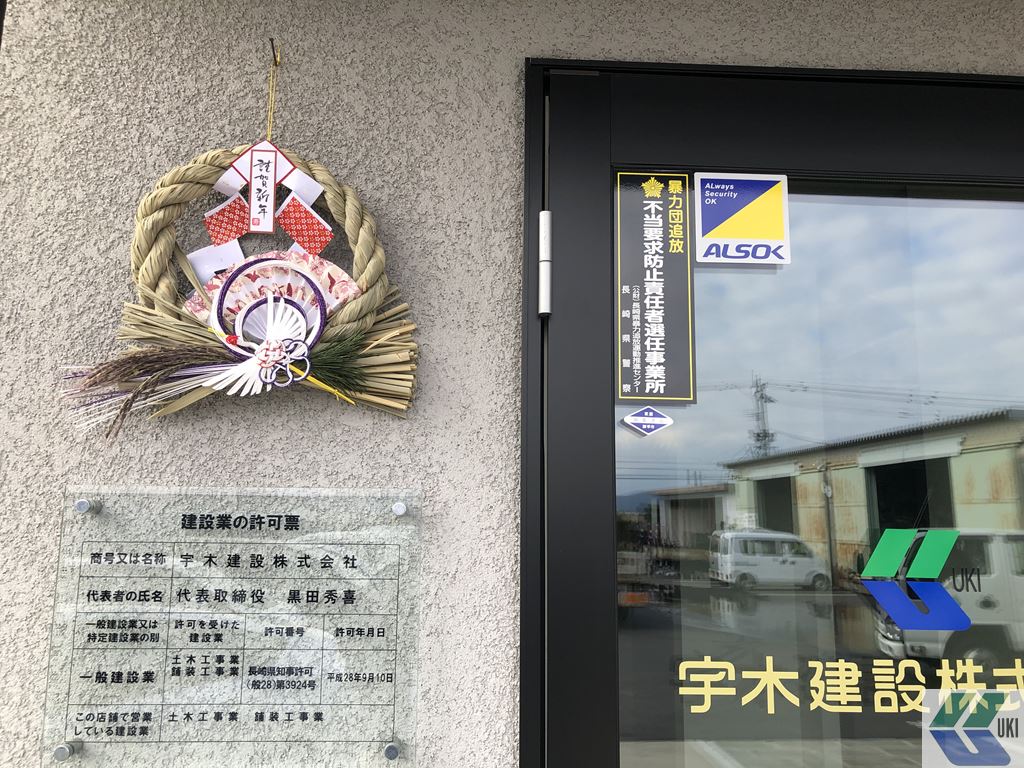 謹賀新年
建設業の許可票
商号又は名称 宇木建設株式会社
代表者の氏名 代表取締役 黒田秀喜
一般建設業又は
特定建設業の別
許可を受けた
建設業
許可番号
許可年月日
一般建設業
土木工事業
舗装工事業
長崎県知事許可
(般28)第3924号
平成28年9月10日
この店舗で営業
している建設業
土木工事業 舗装工事業
暴力団追放
不当要求防止責任者選任事業所
(公財)長崎県暴力追放運動推進センター
長崎県警察
ALways
Security
OK
ALSOK
UKI
宇木建設株式
UKI